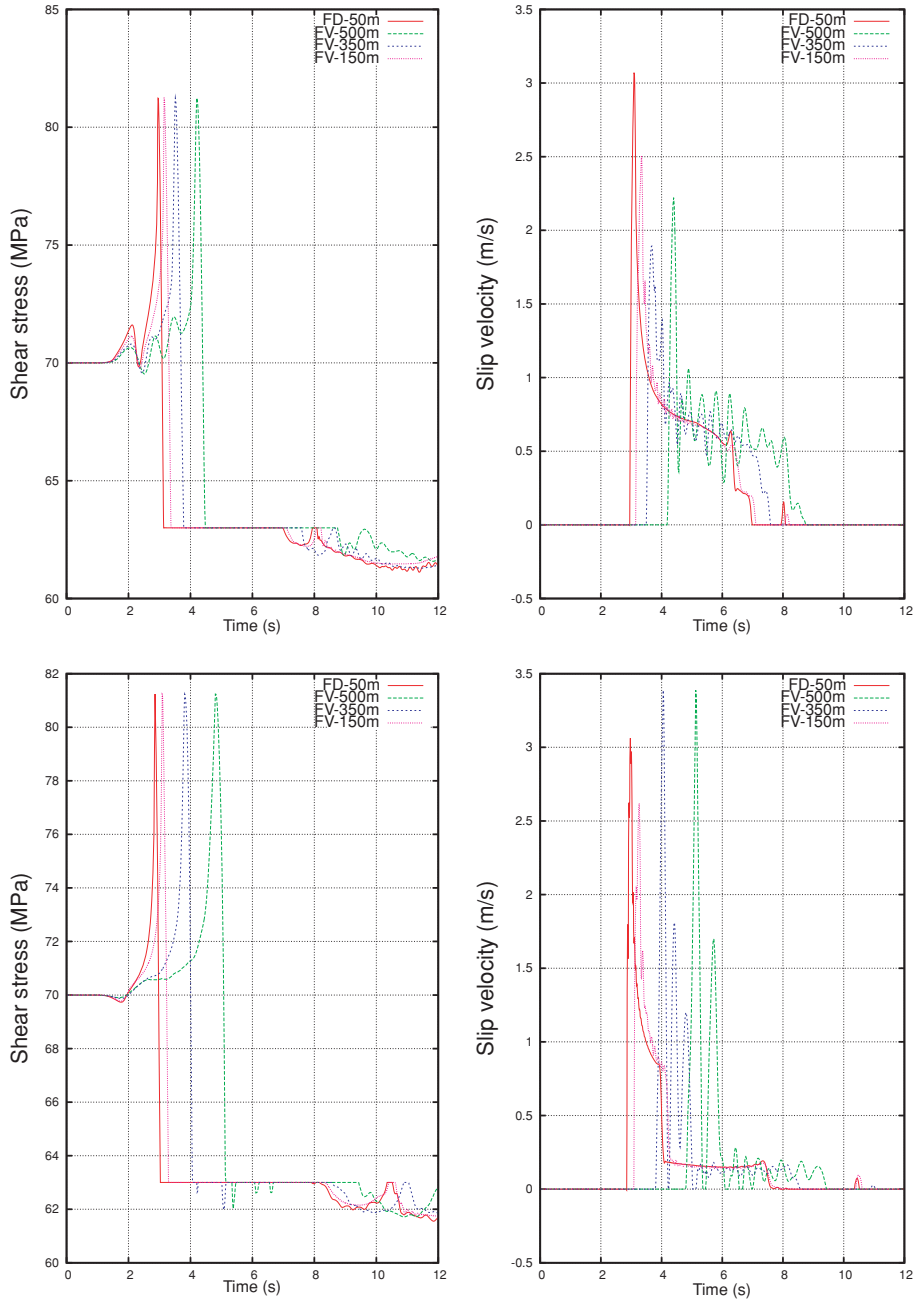 FD-50m
FV-500m
FV-350m
FV-150m
Shear stress (MPa)
85
80
75
70
65
60
0 2 4 6 8 10 12
Time (s)
FD-50m
FV-500m
FV-350m
FV-150m
Slip velocity (m/s)
3.5
3
2.5
2
1.5
1
0.5
0
-0.5
0 2 4 6 8 10 12
Time (s)
FD-50m
FV-500m
FV-350m
FV-150m
Shear stress (MPa)
82
80
78
76
74
72
70
68
66
64
62
60
0 2 4 6 8 10 12
Time (s)
FD-50m
FV-500m
FV-350m
FV-150m
Slip velocity (m/s)
3.5
3
2.5
2
1.5
1
0.5
0
-0.5
0 2 4 6 8 10 12
Time (s)